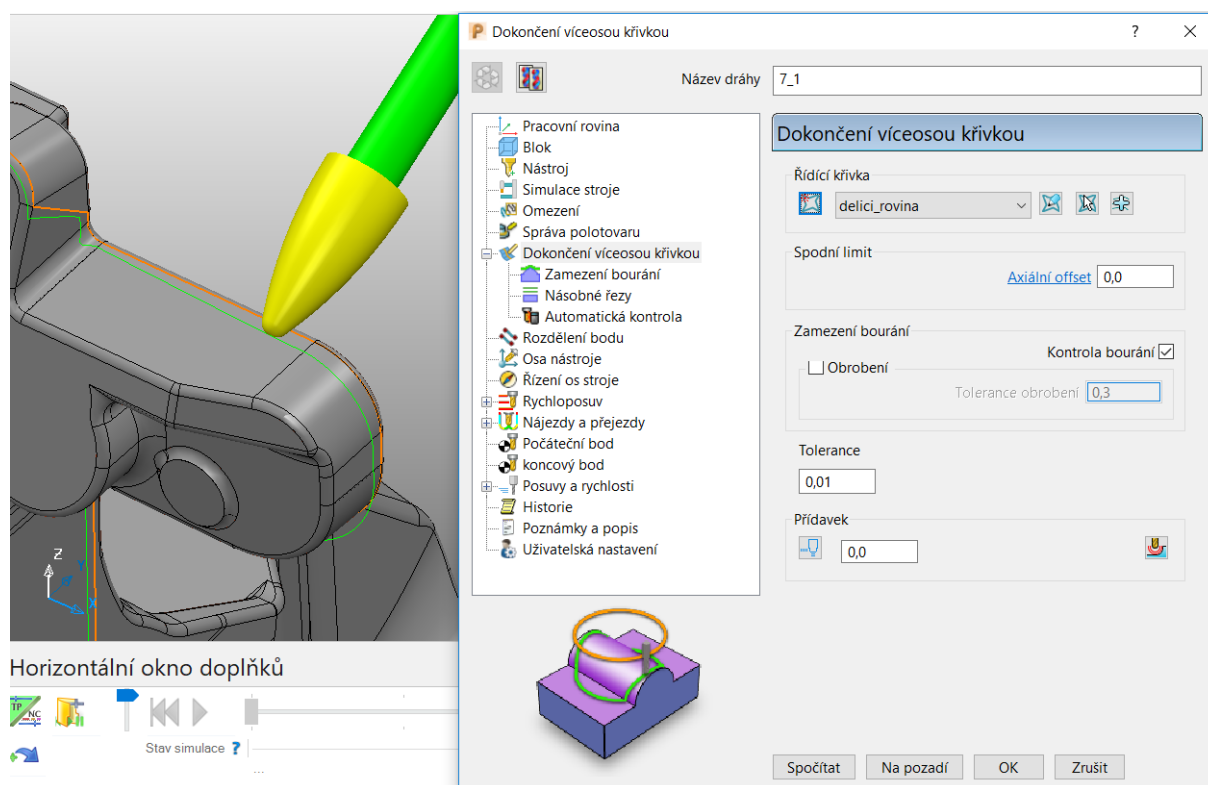 Dokončení víceosou křivkou
?
Název dráhy
7_1
Pracovní rovina
Blok
Nástroj
Simulace stroje
Omezení
Správa polotovaru
Dokončení víceosou křivkou
Zamezení bourání
Násobné řezy
Automatická kontrola
Rozdělení bodu
Osa nástroje
Řízení os stroje
Rychloposuv
Nájezdy a přejezdy
Počáteční bod
koncový bod
Posuvy a rychlosti
Historie
Poznámky a popis
Uživatelská nastavení
Dokončení víceosou křivkou
Řídící křivka
delici_rovina
Spodní limit
Axiální offset 0,0
Zamezení bourání
Kontrola bourání
Obrobení
Tolerance obrobení 0,3
Tolerance
0,01
Přídavek
0,0
Spočítat Na pozadí OK Zrušit
Z
Y
X
Horizontální okno doplňků
TP
NC
Stav simulace ?
...